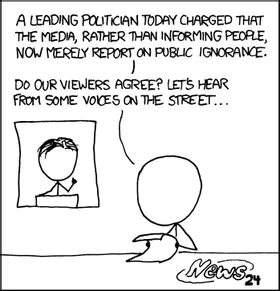 A LEADING POLITICIAN TODAY CHARGED THAT
THE MEDIA, RATHER THAN INFORMING PEOPLE,
NOW MERELY REPORT ON PUBLIC IGNORANCE.
DO OUR VIEWERS AGREE? LET'S HEAR
FROM SOME VOICES ON THE STREET...
News
24